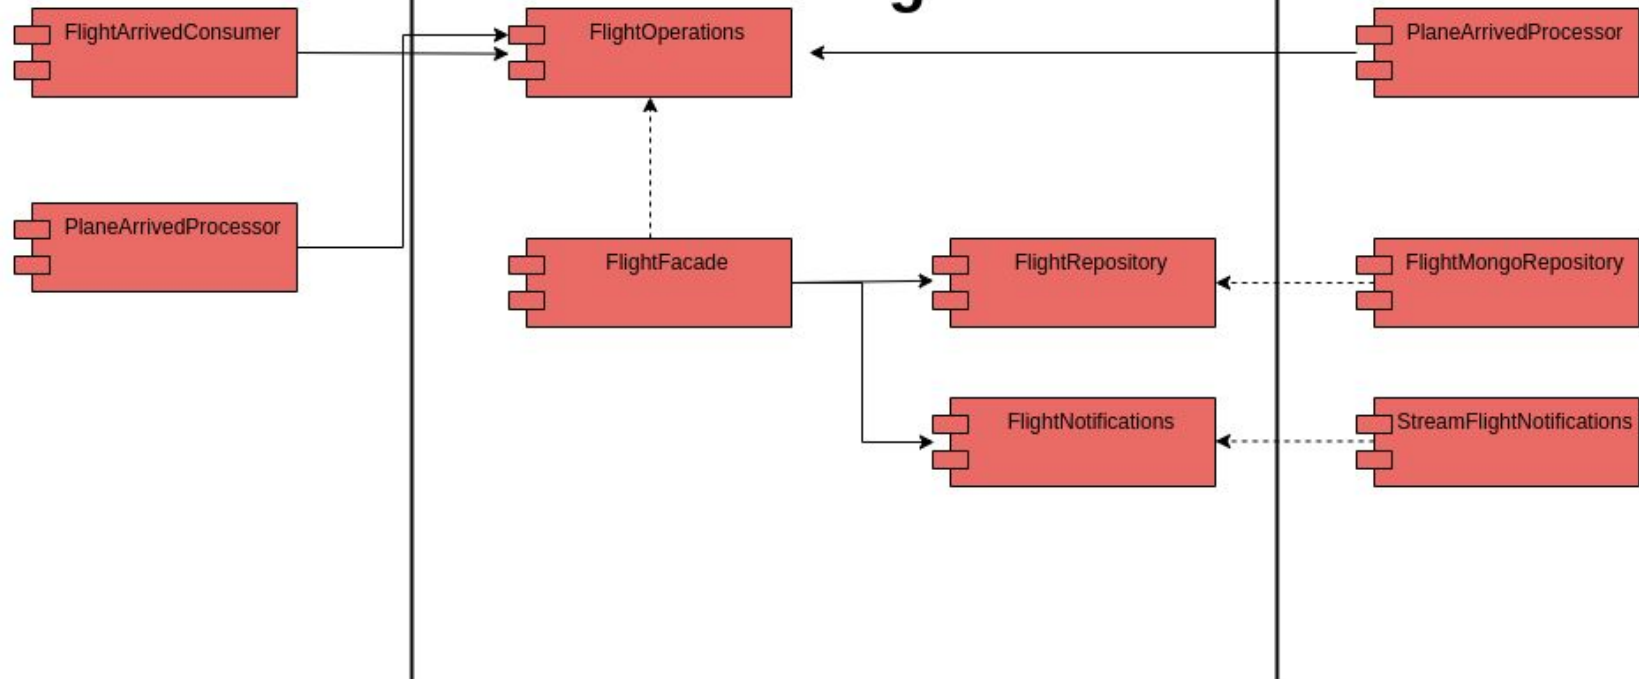 FlightArrivedConsumer
FlightOperations
PlaneArrivedProcessor
PlaneArrivedProcessor
FlightFacade
FlightRepository
FlightMongoRepository
FlightNotifications
StreamFlightNotifications